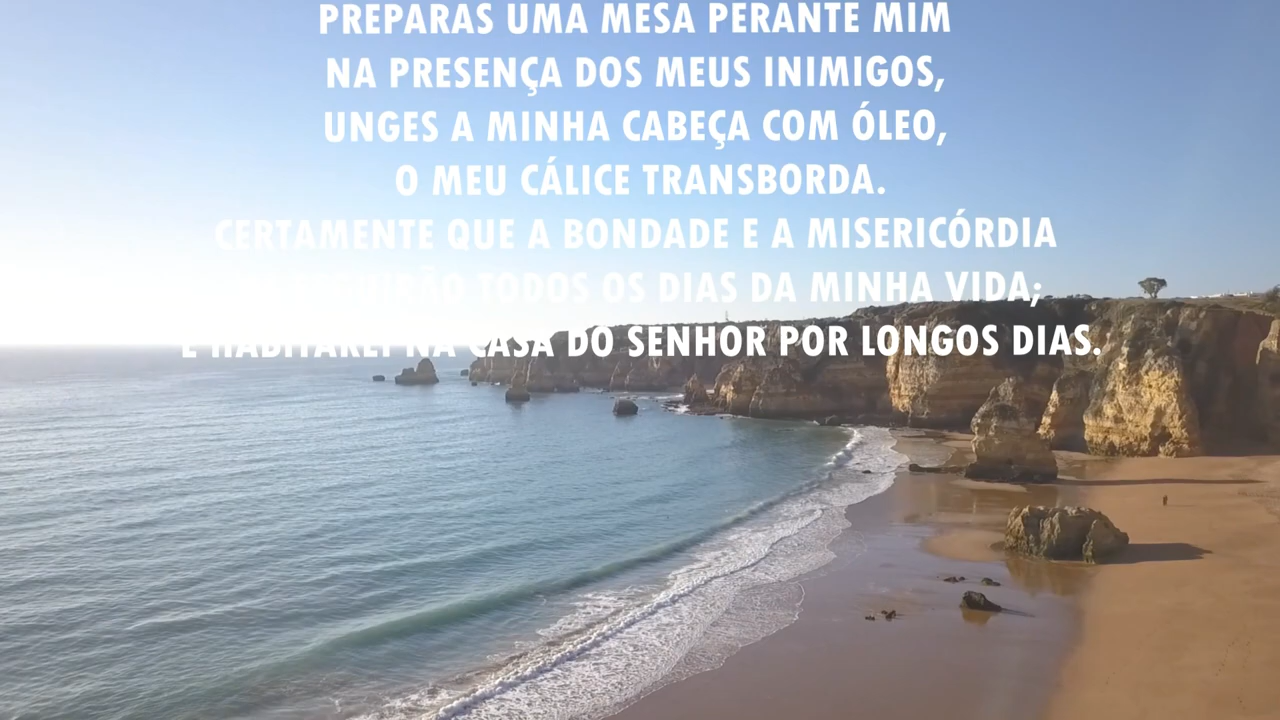 PREPARAS UMA MESA PERANTE MIM
NA PRESENÇA DOS MEUS INIMIGOS,
UNGES A MINHA CABEÇA COM ÓLEO,
O MEU CÁLICE TRANSBORDA.
CERTAMENTE QUE A BONDADE E A MISERICÓRDIA
TODOS OS DIAS DA MINHA VIDA;
E HABITAREI NA CASA DO SENHOR POR LONGOS DIAS.